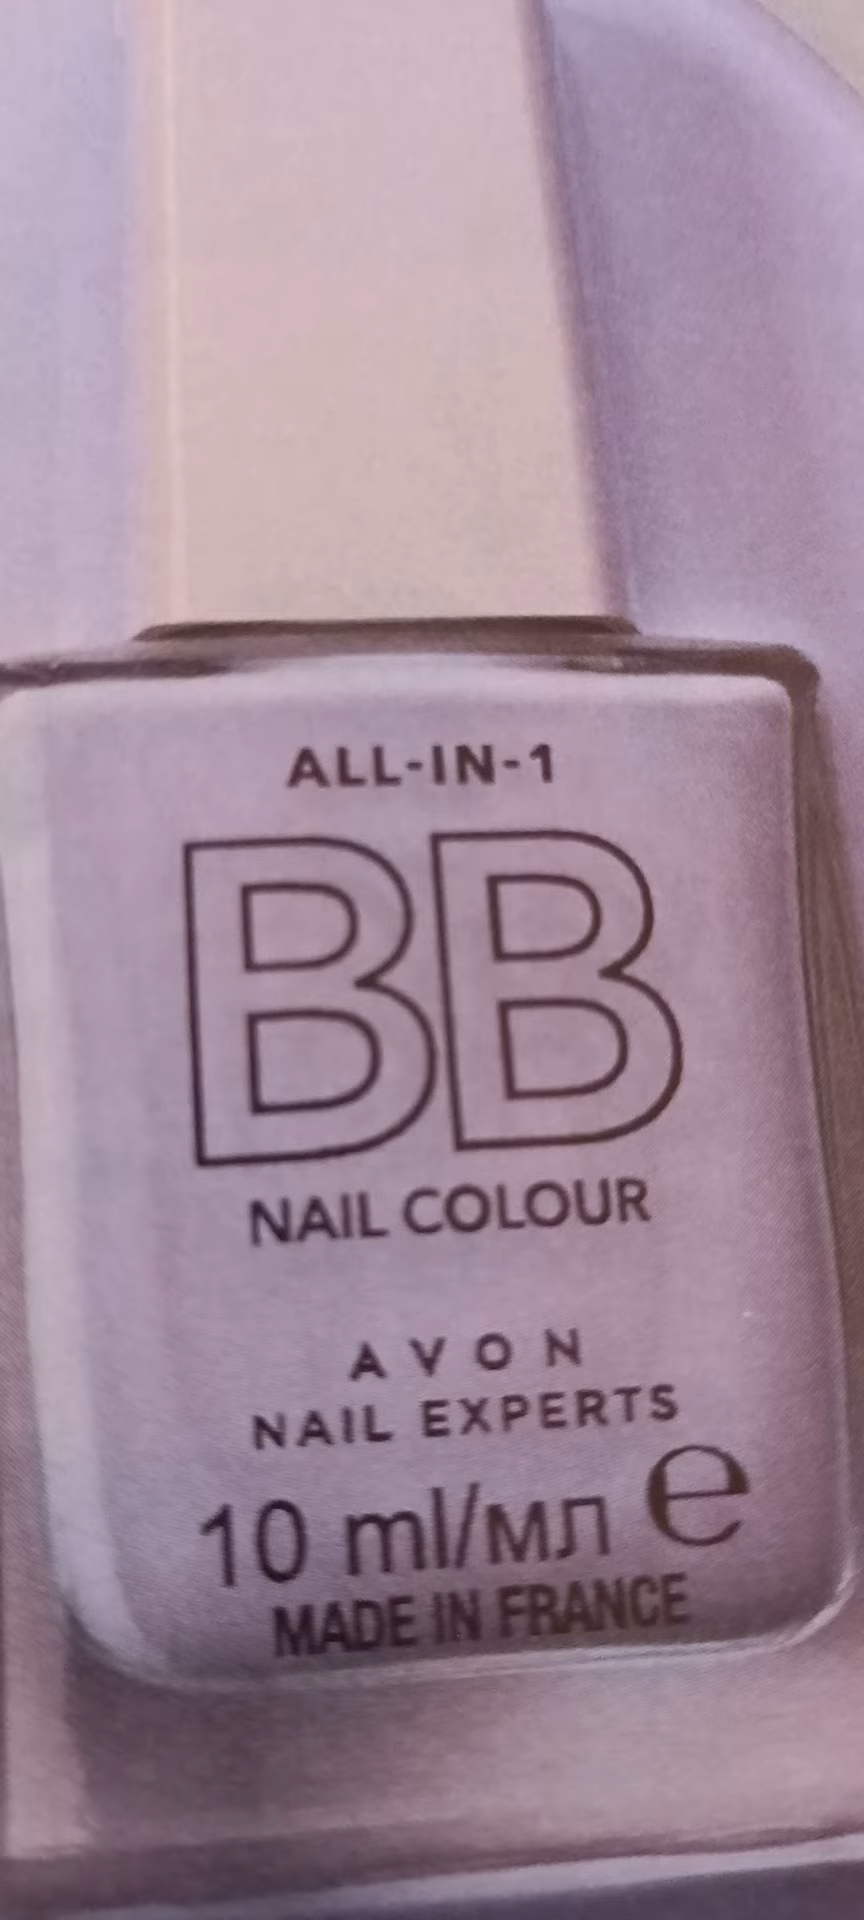 ALL-IN-1
BB
NAIL COLOUR
AVON
NAIL EXPERTS
10 ml/мл e
MADE IN FRANCE